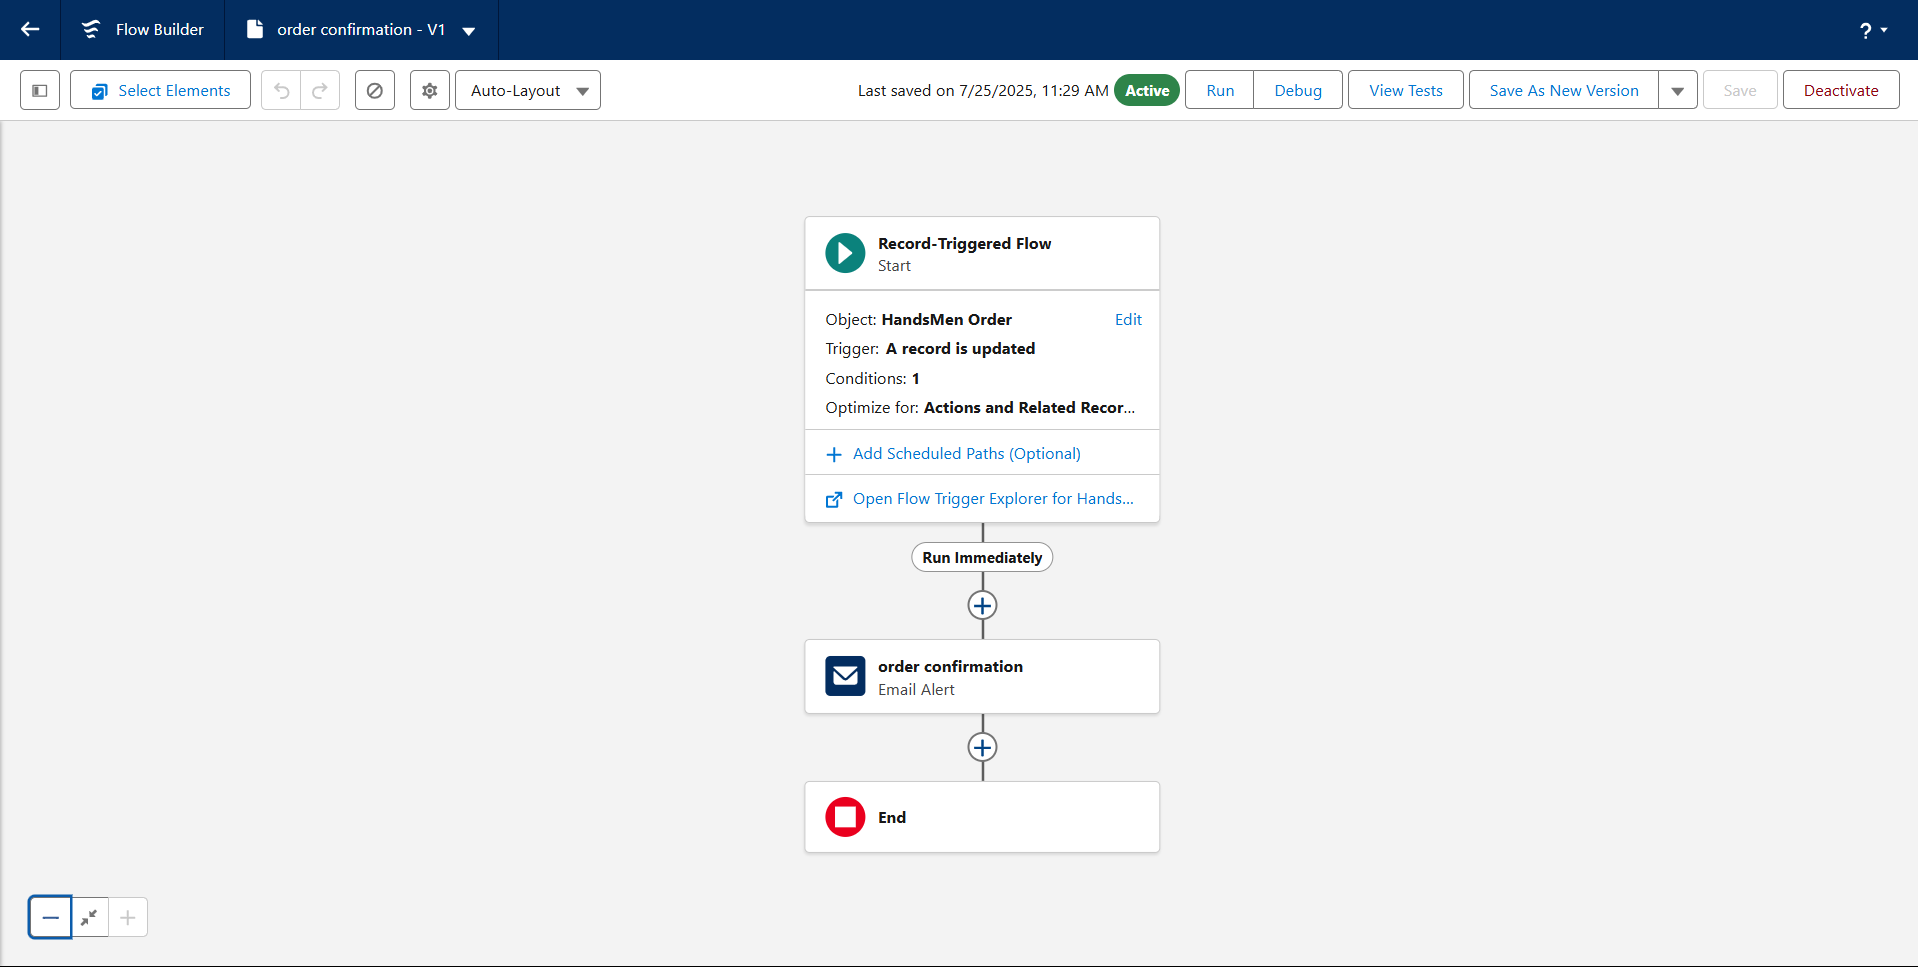 Flow Builder
order confirmation - V1
?
Select Elements
Auto-Layout
Last saved on 7/25/2025, 11:29 AM
Active
Run
Debug
View Tests
Save As New Version
Save
Deactivate
Record-Triggered Flow
Start
Object: HandsMen Order
Edit
Trigger: A record is updated
Conditions: 1
Optimize for: Actions and Related Recor...
Add Scheduled Paths (Optional)
Open Flow Trigger Explorer for Hands...
Run Immediately
order confirmation
Email Alert
End